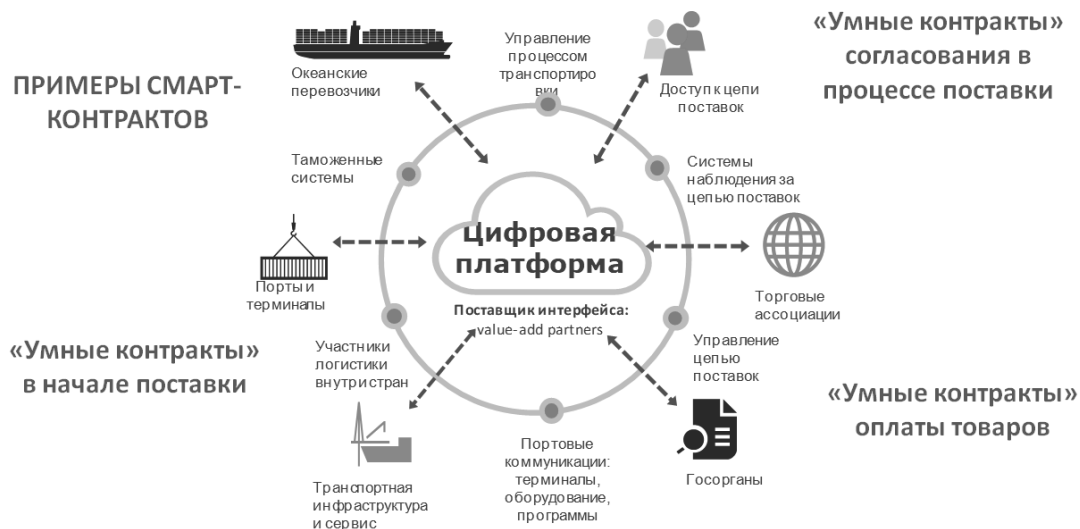 ПРИМЕРЫ СМАРТ-
КОНТРАКТОВ
Океанские
перевозчики
Управление
процессом
транспортиро
вки
Доступ к цепи
поставок
«Умные контракты»
согласования в
процессе поставки
Таможенные
системы
Системы
наблюдения за
цепью поставок
Цифровая
платформа
Порты и
терминалы
Торговые
ассоциации
Поставщик интерфейса:
value-add partners
«Умные контракты»
в начале поставки
Участники
логистики
внутри стран
Управление
цепью
поставок
«Умные контракты»
оплаты товаров
Транспортная
инфраструктура
и сервис
Портовые
коммуникации:
терминалы,
оборудование,
программы
Госорганы